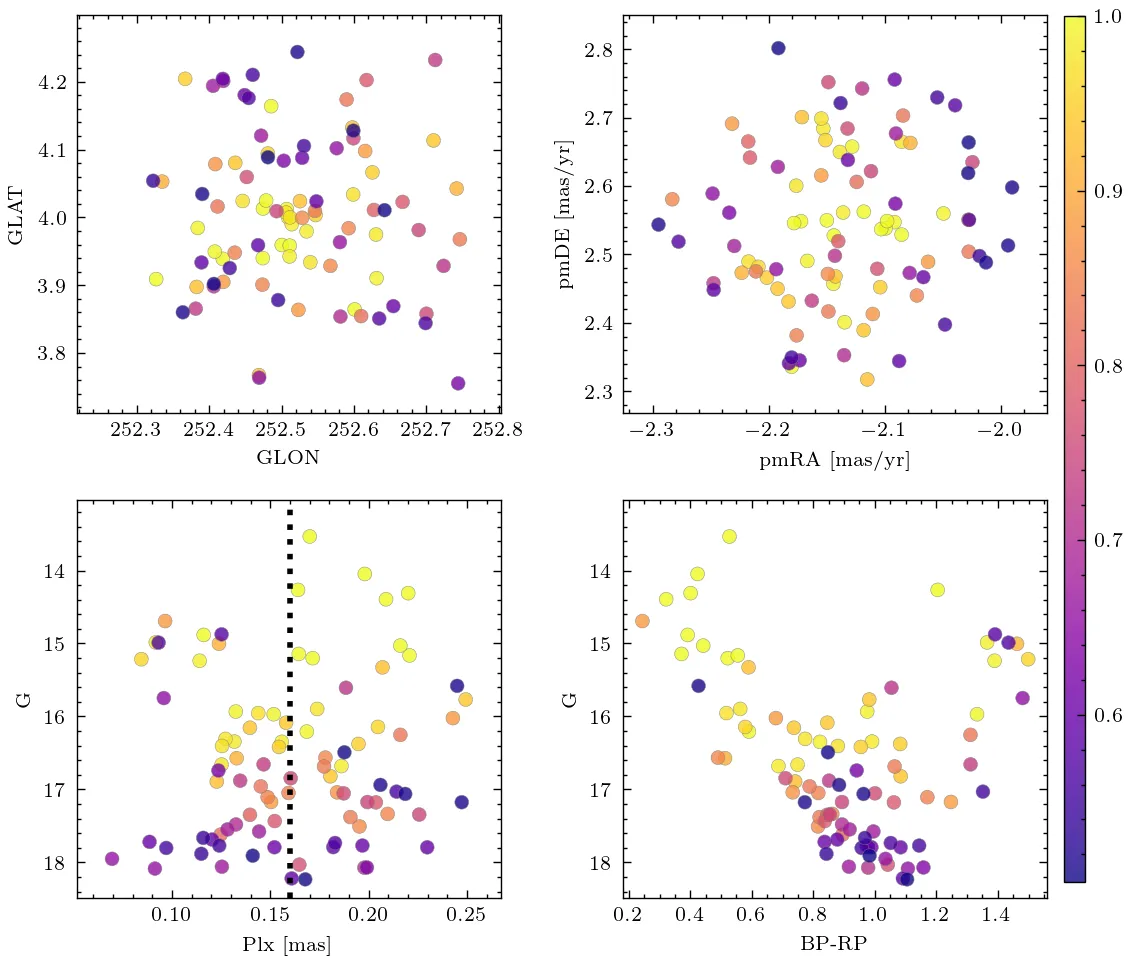 4.2
4.1
4.0
3.9
3.8
GLAT
252.3 252.4 252.5 252.6 252.7 252.8
GLON
2.8
2.7
2.6
2.5
2.4
2.3
pmDE [mas/yr]
−2.3 −2.2 −2.1 −2.0
pmRA [mas/yr]
1.0
0.9
0.8
0.7
0.6
14
15
16
17
18
G
0.10 0.15 0.20 0.25
Plx [mas]
14
15
16
17
18
G
0.2 0.4 0.6 0.8 1.0 1.2 1.4
BP-RP